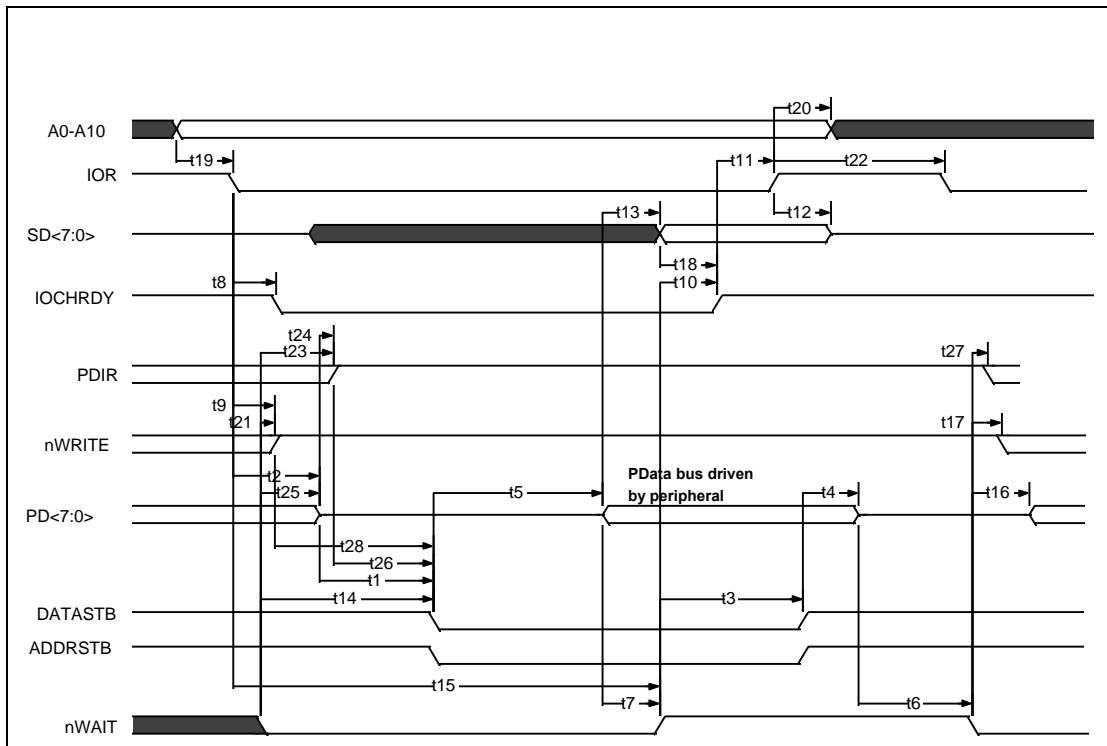 t20
A0-A10
t19
t11
t22
IOR
t13
t12
SD<7:0>
t18
t8
t10
IOCHRDY
t24
t23
t27
PDIR
t9
t21
t17
nWRITE
t2
PData bus driven
by peripheral
t25
t5
t4
t16
PD<7:0>
t28
t26
t1
t14
t3
DATASTB
ADDRSTB
t15
t7
t6
nWAIT